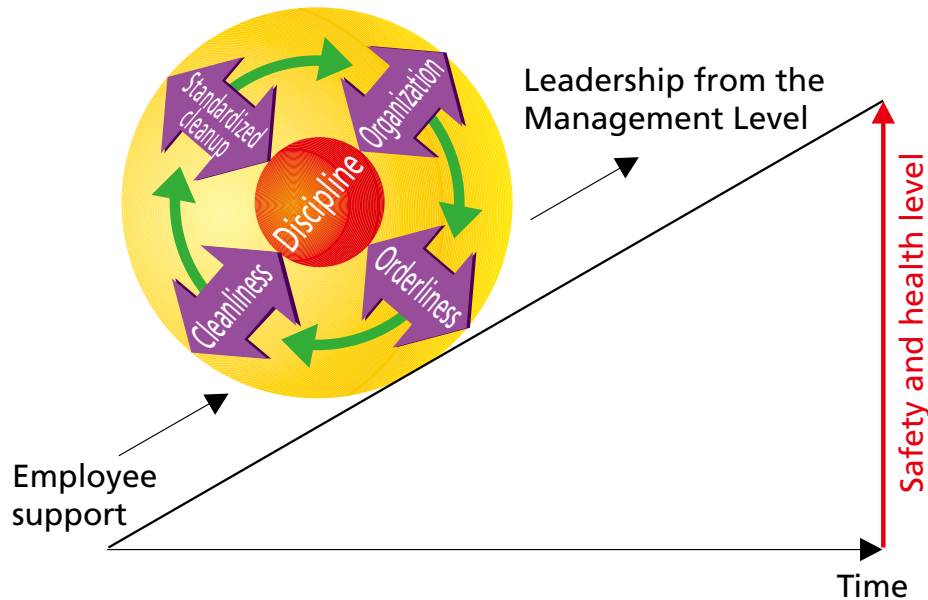 Standardized
cleanup
Organization
Discipline
Cleanliness
Orderliness
Leadership from the
Management Level
Employee
support
Safety and health level
Time